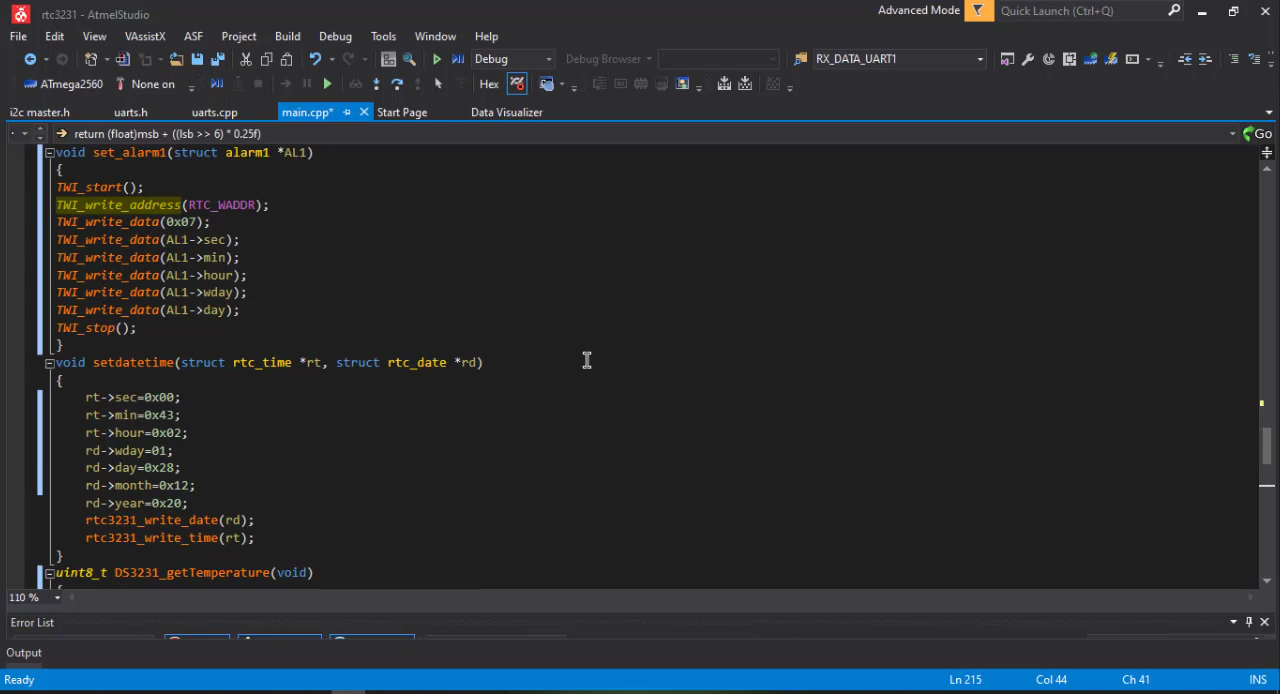 rtc3231 - AtmelStudio
Advanced Mode
Quick Launch (Ctrl+Q)
File Edit View VAssistX ASF Project Build Debug Tools Window Help
Debug
Debug Browser
RX_DATA_UART1
ATmega2560
None on
Hex
i2c master.h
uarts.h
uarts.cpp
main.cpp*
Start Page
Data Visualizer
return (float)msb + ((lsb >> 6) * 0.25f)
Go
void set_alarm1(struct alarm1 *AL1)
{
TWI_start();
TWI_write_address(RTC_WADDR);
TWI_write_data(0x07);
TWI_write_data(AL1->sec);
TWI_write_data(AL1->min);
TWI_write_data(AL1->hour);
TWI_write_data(AL1->wday);
TWI_write_data(AL1->day);
TWI_stop();
}
void setdatetime(struct rtc_time *rt, struct rtc_date *rd)
{
rt->sec=0x00;
rt->min=0x43;
rt->hour=0x02;
rd->wday=01;
rd->day=0x28;
rd->month=0x12;
rd->year=0x20;
rtc3231_write_date(rd);
rtc3231_write_time(rt);
}
uint8_t DS3231_getTemperature(void)
110 %
Error List
Output
Ready
Ln 215
Col 44
Ch 41
INS